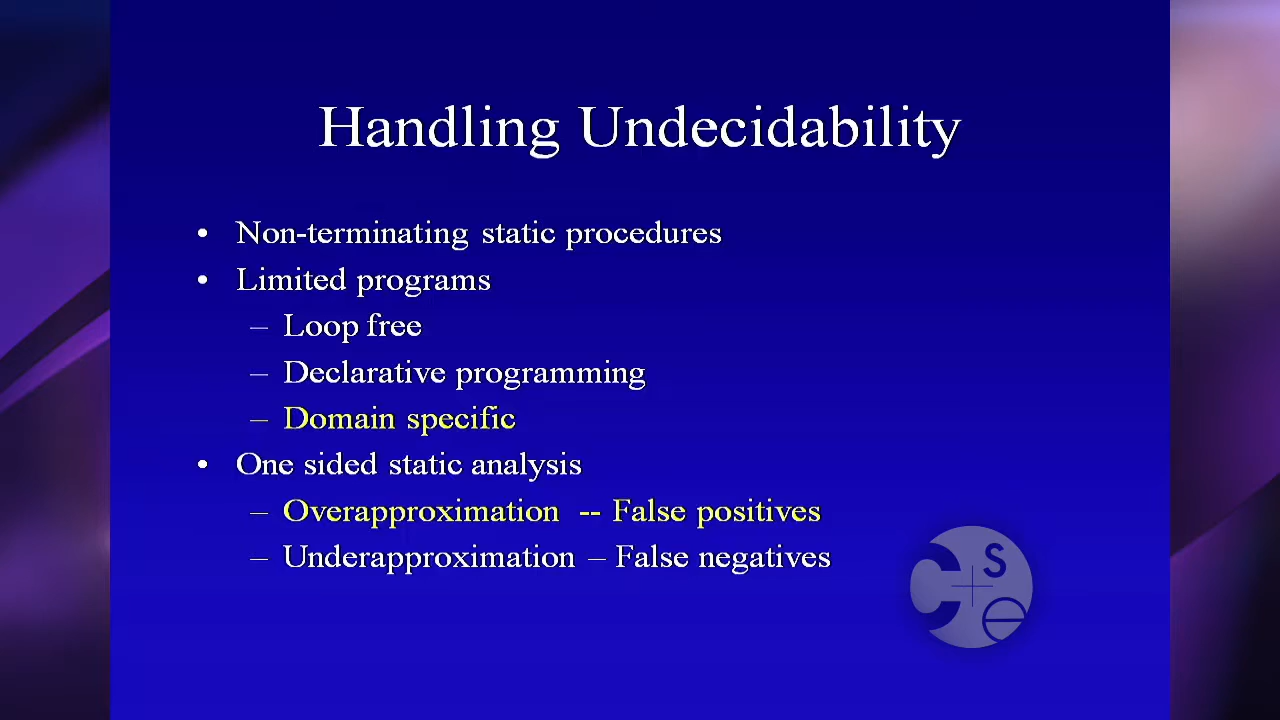 Handling Undecidability
• Non-terminating static procedures
• Limited programs
– Loop free
– Declarative programming
– Domain specific
• One sided static analysis
– Overapproximation -- False positives
– Underapproximation – False negatives
cse